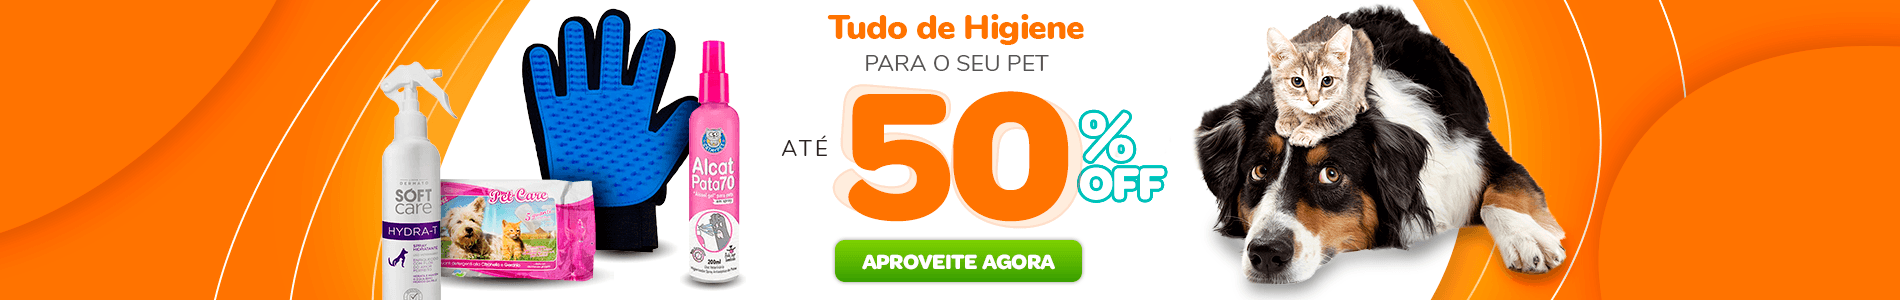 Tudo de Higiene
PARA O SEU PET
ATÉ
50
%
OFF
APROVEITE AGORA
SOFT
care
HYDRA-T
Pet Care
Alcat
Pata70
200ml